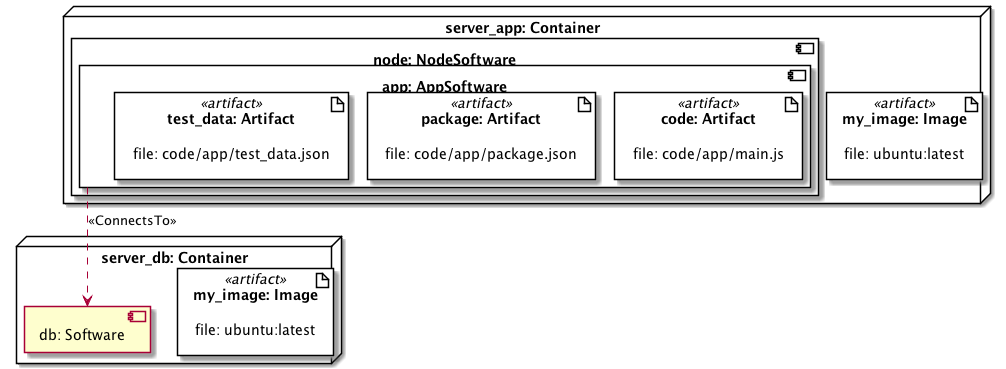 server_app: Container
node: NodeSoftware
app: AppSoftware
«artifact»
test_data: Artifact
file: code/app/test_data.json
«artifact»
package: Artifact
file: code/app/package.json
«artifact»
code: Artifact
file: code/app/main.js
«artifact»
my_image: Image
file: ubuntu:latest
«ConnectsTo»
server_db: Container
db: Software
«artifact»
my_image: Image
file: ubuntu:latest